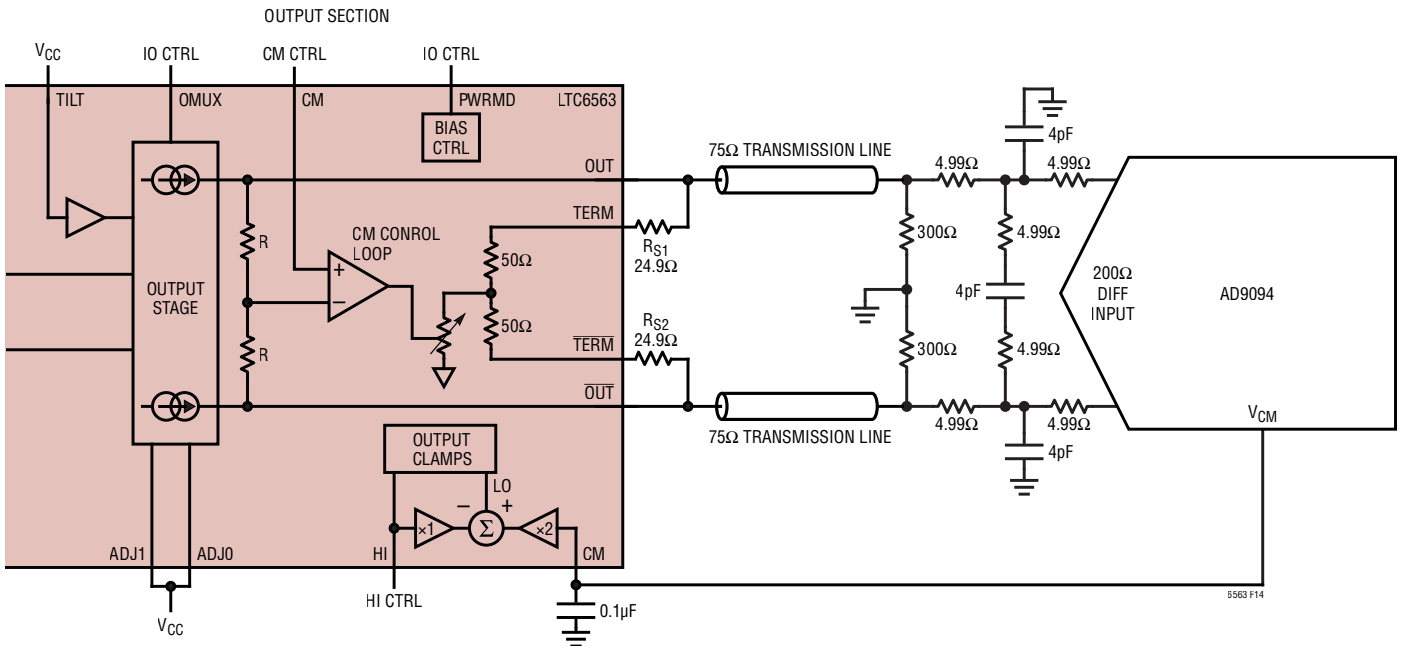 OUTPUT SECTION
VCC
IO CTRL
CM CTRL
IO CTRL
TILT
OMUX
CM
PWRMD
LTC6563
BIAS
CTRL
OUT
75Ω TRANSMISSION LINE
4pF
4.99Ω
4.99Ω
TERM
RS1
24.9Ω
R
CM CONROL
LOOP
+
−
50Ω
300Ω
4.99Ω
OUTPUT
STAGE
4pF
200Ω
DIFF
INPUT
AD9094
50Ω
RS2
24.9Ω
R
TERM
300Ω
4.99Ω
OUT
75Ω TRANSMISSION LINE
4.99Ω
4.99Ω
VCM
4pF
OUTPUT
CLAMPS
LO
−
+
×1
Σ
×2
ADJ1
ADJ0
HI
CM
HI CTRL
0.1µF
VCC
6563 F14